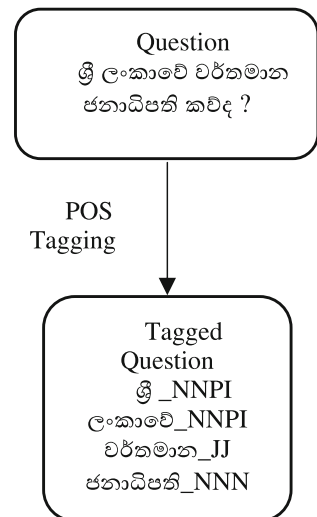 Question
ශ්‍රී ලංකාවේ වර්තමාන
ජනාධිපති කව්ද ?
POS
Tagging
Tagged
Question
ශ්‍රී _NNPI
ලංකාවේ_NNPI
වර්තමාන_JJ
ජනාධිපති_NNN